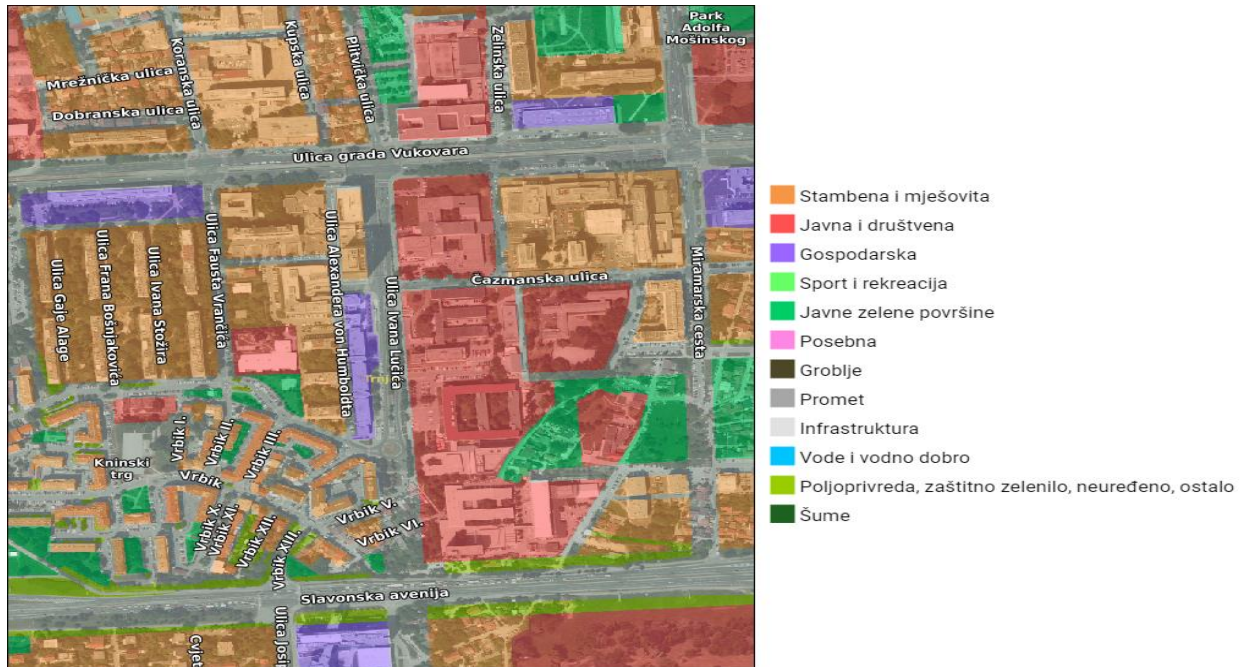 Park
Adolfa
Mošinskog
Koranska ulica
Kupska ulica
Plitvička ulica
Zelinska ulica
Mrežnička ulica
Dobranska ulica
Ulica grada Vukovara
Ulica Gaje Alage
Ulica Frana Bošnjakovića
Ulica Ivana Stožira
Ulica Fausta Vrančića
Ulica Alexandera von Humboldta
Ulica Ivana Lučića
Čazmanska ulica
Miramarska cesta
Trnje
Kninski
trg
Vrbik I.
Vrbik II.
Vrbik III.
Vrbik
Vrbik V.
Vrbik VI.
Vrbik X.
Vrbik XI.
Vrbik XII.
Vrbik XIII.
Slavonska avenija
Cvjet
Ulica Josi
Stambena i mješovita
Javna i društvena
Gospodarska
Sport i rekreacija
Javne zelene površine
Posebna
Groblje
Promet
Infrastruktura
Vode i vodno dobro
Poljoprivreda, zaštitno zelenilo, neuređeno, ostalo
Šume